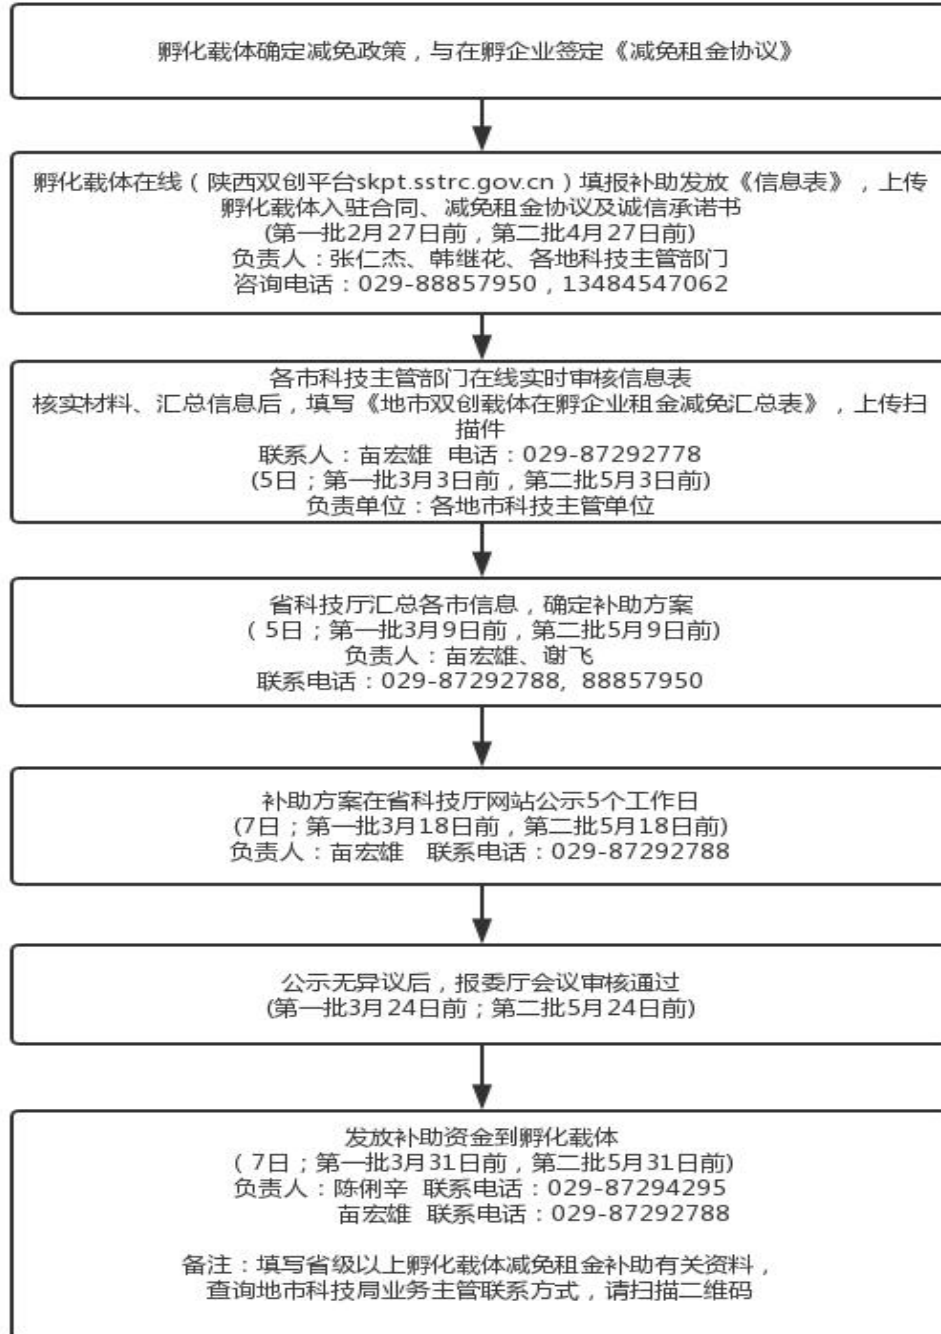 孵化载体确定减免政策，与在孵企业签定《减免租金协议》
孵化载体在线（陕西双创平台skpt.sstrc.gov.cn）填报补助发放《信息表》，上传
孵化载体入驻合同、减免租金协议及诚信承诺书
(第一批2月27日前，第二批4月27日前)
负责人：张仁杰、韩继花、各地科技主管部门
咨询电话：029-88857950，13484547062
各市科技主管部门在线实时审核信息表
核实材料、汇总信息后，填写《地市双创载体在孵企业租金减免汇总表》，上传扫
描件
联系人：苗宏雄 电话：029-87292778
(5日；第一批3月3日前，第二批5月3日前)
负责单位：各地市科技主管单位
省科技厅汇总各市信息，确定补助方案
（5日；第一批3月9日前，第二批5月9日前)
负责人：苗宏雄、谢飞
联系电话：029-87292788, 88857950
补助方案在省科技厅网站公示5个工作日
(7日；第一批3月18日前，第二批5月18日前)
负责人：苗宏雄 联系电话：029-87292788
公示无异议后，报委厅会议审核通过
(第一批3月24日前；第二批5月24日前)
发放补助资金到孵化载体
（7日；第一批3月31日前，第二批5月31日前)
负责人：陈俐辛 联系电话：029-87294295
苗宏雄 联系电话：029-87292788
备注：填写省级以上孵化载体减免租金补助有关资料，
查询地市科技局业务主管联系方式，请扫描二维码